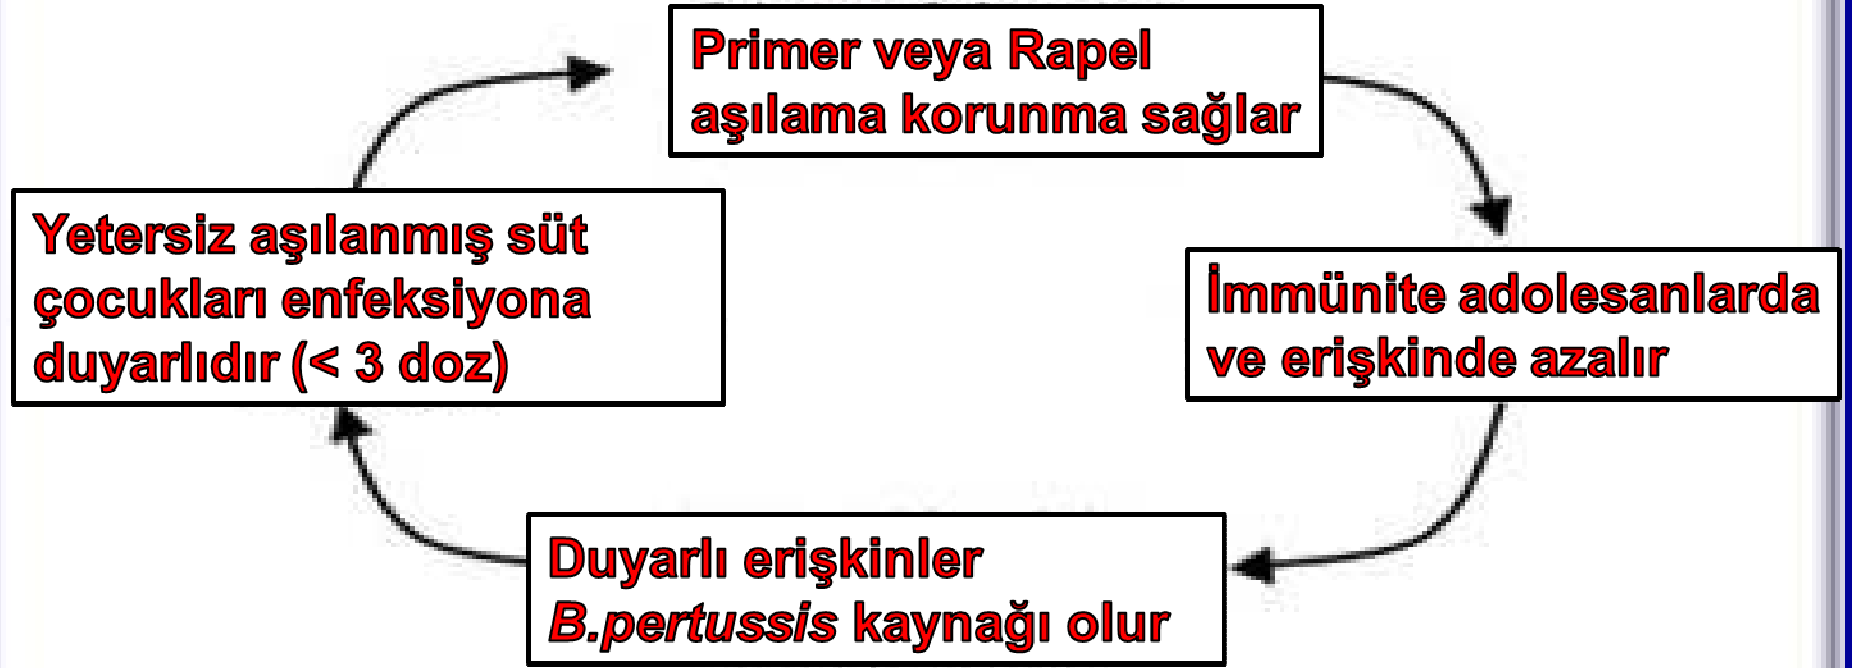 Primer veya Rapel
aşılama korunma sağlar
İmmünite adolesanlarda
ve erişkinde azalır
Duyarlı erişkinler
B.pertussis kaynağı olur
Yetersiz aşılanmış süt
çocukları enfeksiyona
duyarlıdır (< 3 doz)